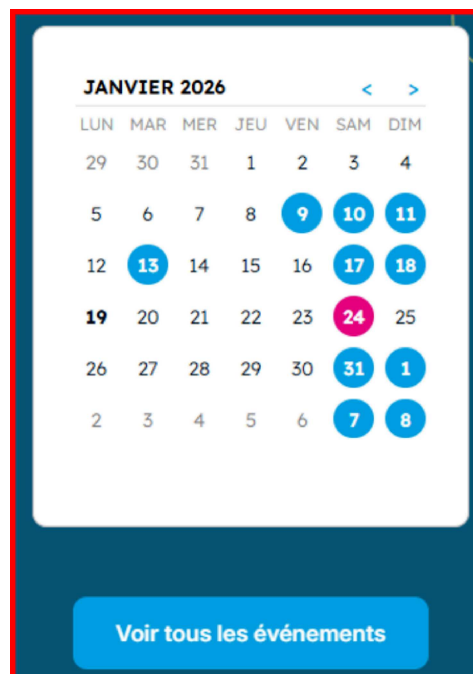 JANVIER 2026 < >
LUN MAR MER JEU VEN SAM DIM
29 30 31 1 2 3 4
5 6 7 8 9 10 11
12 13 14 15 16 17 18
19 20 21 22 23 24 25
26 27 28 29 30 31 1
2 3 4 5 6 7 8
Voir tous les événements